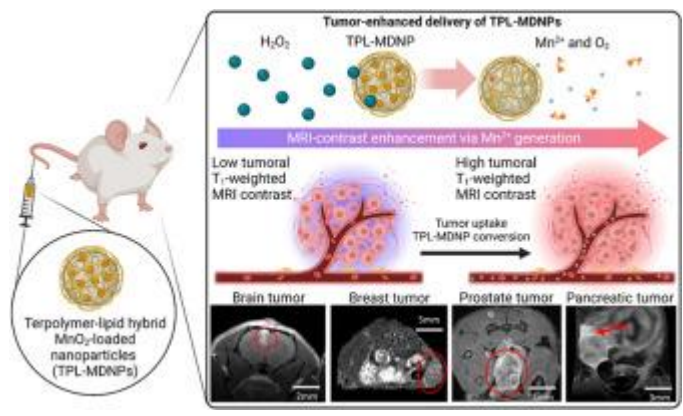 Tumor-enhanced delivery of TPL-MDNPs
H₂O₂
TPL-MDNP
Mn²⁺ and O₂
MRI-contrast enhancement via Mn²⁺ generation
Low tumoral
T₁-weighted
MRI contrast
High tumoral
T₁-weighted
MRI contrast
Tumor uptake
TPL-MDNP conversion
Terpolymer-lipid hybrid
MnO₂-loaded
nanoparticles
(TPL-MDNPs)
Brain tumor
Breast tumor
Prostate tumor
Pancreatic tumor
2mm
5mm